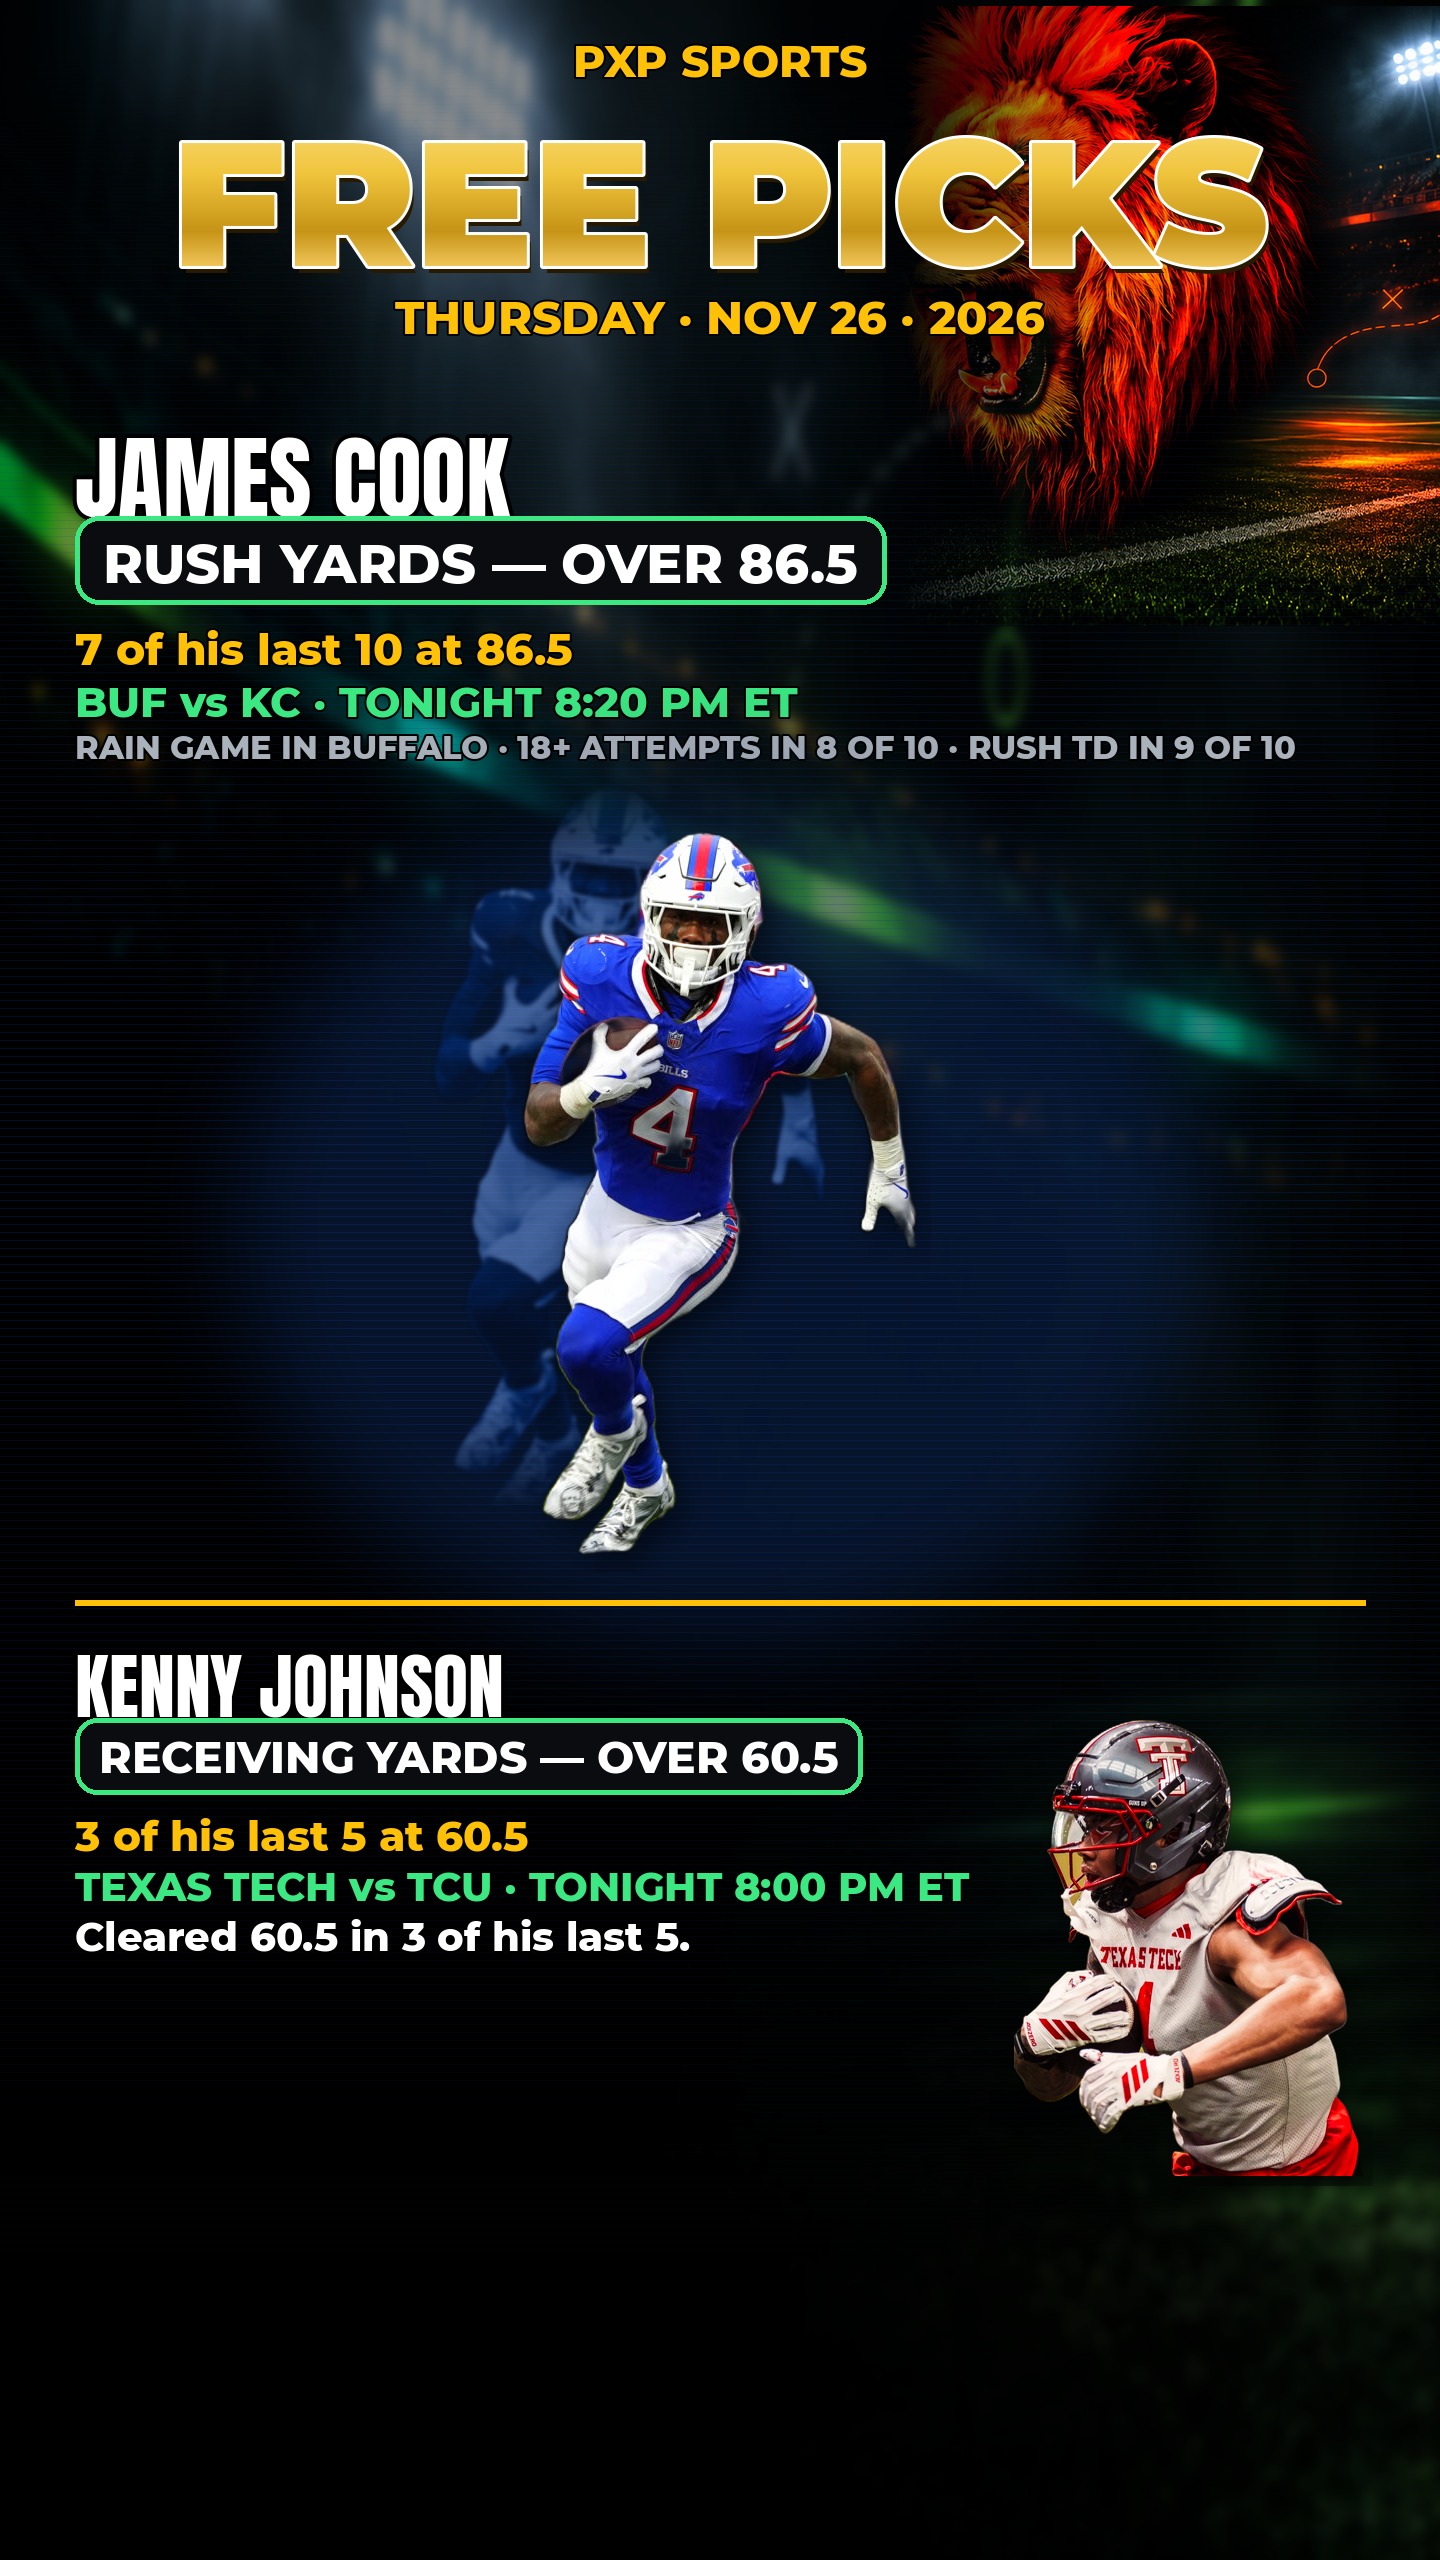 PXP SPORTS
FREE PICKS
THURSDAY · NOV 26 · 2026
JAMES COOK
RUSH YARDS — OVER 86.5
7 of his last 10 at 86.5
BUF vs KC · TONIGHT 8:20 PM ET
RAIN GAME IN BUFFALO · 18+ ATTEMPTS IN 8 OF 10 · RUSH TD IN 9 OF 10
4
4
BILLS
4
KENNY JOHNSON
RECEIVING YARDS — OVER 60.5
3 of his last 5 at 60.5
TEXAS TECH vs TCU · TONIGHT 8:00 PM ET
Cleared 60.5 in 3 of his last 5.
TEXAS TECH